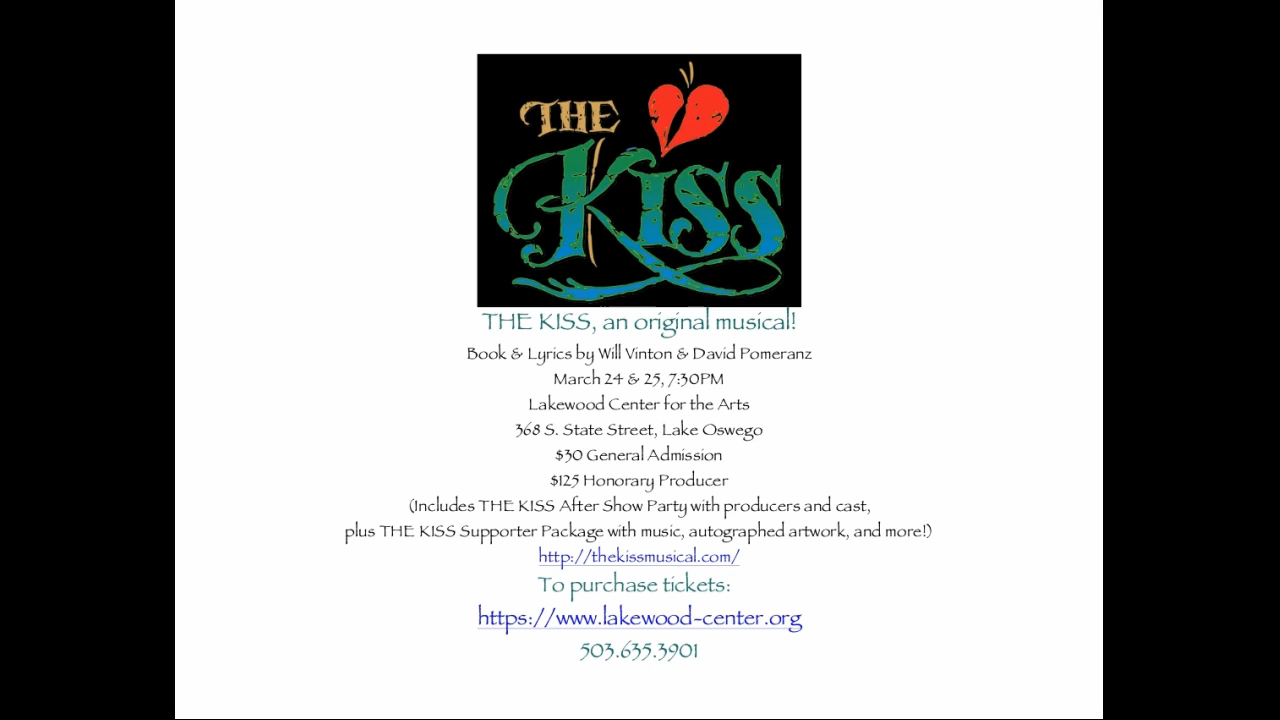 THE
KISS
THE KISS, an original musical!
Book & Lyrics by Will Vinton & David Pomeranz
March 24 & 25, 7:30PM
Lakewood Center for the Arts
368 S. State Street, Lake Oswego
$30 General Admission
$125 Honorary Producer
(Includes THE KISS After Show Party with producers and cast,
plus THE KISS Supporter Package with music, autographed artwork, and more!)
http://thekissmusical.com/
To purchase tickets:
https://www.lakewood-center.org
503.635.3901